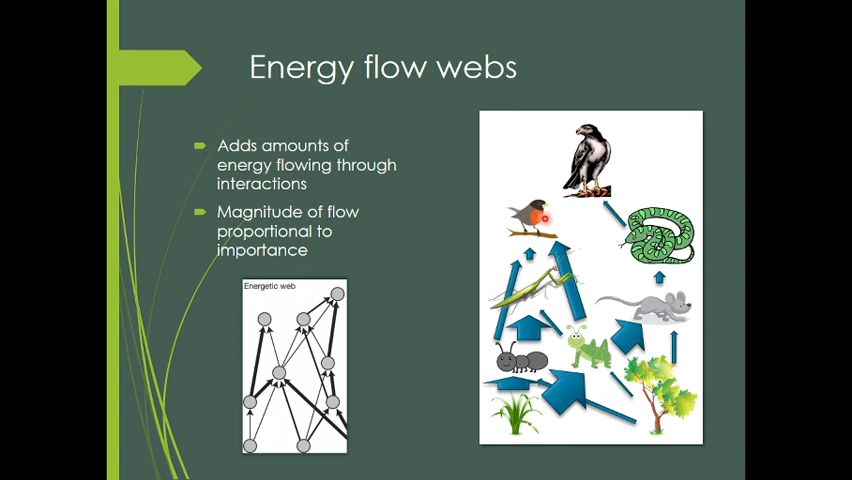 Energy flow webs
Adds amounts of
energy flowing through
interactions
Magnitude of flow
proportional to
importance
Energetic web